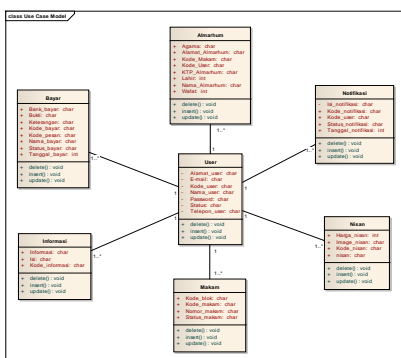 class Use Case Model
Almarhum
+ Agama: char
+ Alamat_Almarhum: char
+ Kode_Makam: char
+ Kode_User: char
+ KTP_Almarhum: char
+ Lahir: int
+ Nama_Almarhum: char
+ Wafat: int
+ delete() : void
+ insert() : void
+ update() : void
Bayar
+ Bank_bayar: char
+ Bukti: char
+ Keterangan: char
+ Kode_bayar: char
+ Kode_pesan: char
+ Nama_bayar: char
+ Status_bayar: char
+ Tanggal_bayar: int
+ delete() : void
+ insert() : void
+ update() : void
Notifikasi
- Isi_notifikasi: char
+ Kode_notifikasi: char
+ Kode_user: char
+ Status_notifikasi: char
+ Tanggal_notifikasi: int
+ delete() : void
+ insert() : void
+ update() : void
User
- Alamat_user: char
- E-mail: char
+ Kode_user: char
- Nama_user: char
- Password: char
- Status: char
- Telepon_user: char
+ delete() : void
+ insert() : void
+ update() : void
Informasi
+ Informasi: char
+ Isi: char
+ Kode_informasi: char
+ delete() : void
+ insert() : void
+ update() : void
Nisan
+ Harga_nisan: int
+ Image_nisan: char
+ Kode_nisan: char
+ nisan: char
+ delete() : void
+ insert() : void
+ update() : void
Makam
+ Kode_blok: char
+ Kode_makam: char
+ Nomor_makam: char
+ Status_makam: char
+ delete() : void
+ insert() : void
+ update() : void
1..*
1
1..*
1
1..*
1
1..*
1
1..*
1
1..*
1